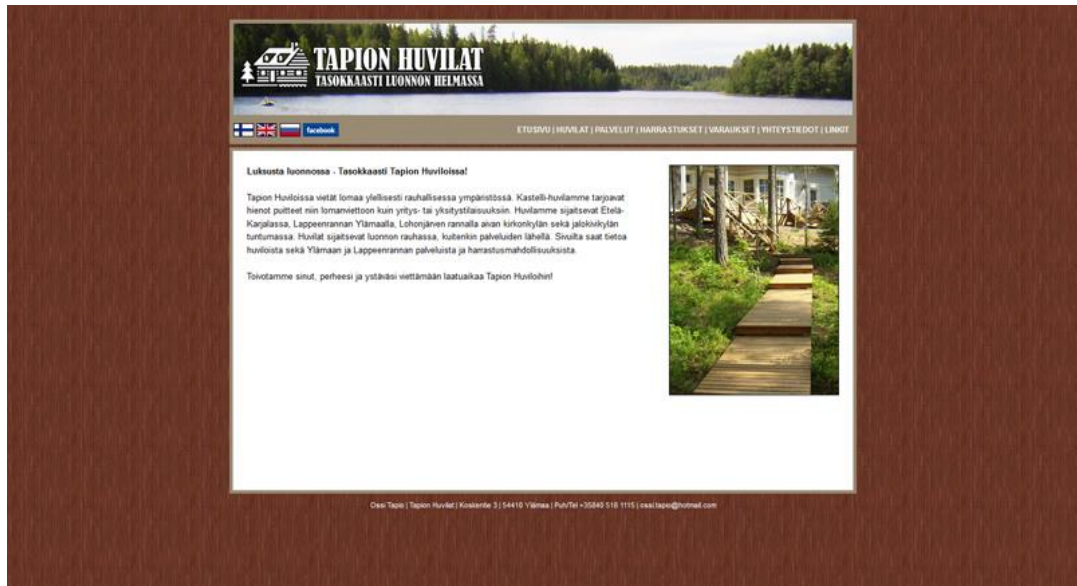 TAPION HUVILAT
TASOKKAASTI LUONNON HELMASSA
facebook
ETUSIVU | HUVILAT | PALVELUT | HARRASTUKSET | VARAUKSET | YHTEYSTIEDOT | LINKIT
Luksusta luonnossa - Tasokkaasti Tapion Huviloissa!
Tapion Huviloissa vietät lomaa ylellisesti rauhallisessa ympäristössä. Kastelli-huvilamme tarjoavat
hienot puitteet niin lomanviettoon kuin yritys- tai yksitystilaisuuksiin. Huvilamme sijaitsevat Etelä-
Karjalassa, Lappeenrannan Ylämaalla, Lohonjärven rannalla aivan kirkonkylän sekä jalokivikylän
tuntumassa. Huvilat sijaitsevat luonnon rauhassa, kuitenkin palveluiden lähellä. Sivuilta saat tietoa
huviloista sekä Ylämaan ja Lappeenrannan palveluista ja harrastusmahdollisuuksista.
Toivotamme sinut, perheesi ja ystäväsi viettämään laatuaikaa Tapion Huviloihin!
Ossi Tapio | Tapion Huvilat | Koskentie 3 | 54410 Ylämaa | Puh/Tel +35840 518 1115 | ossi.tapio@hotmail.com